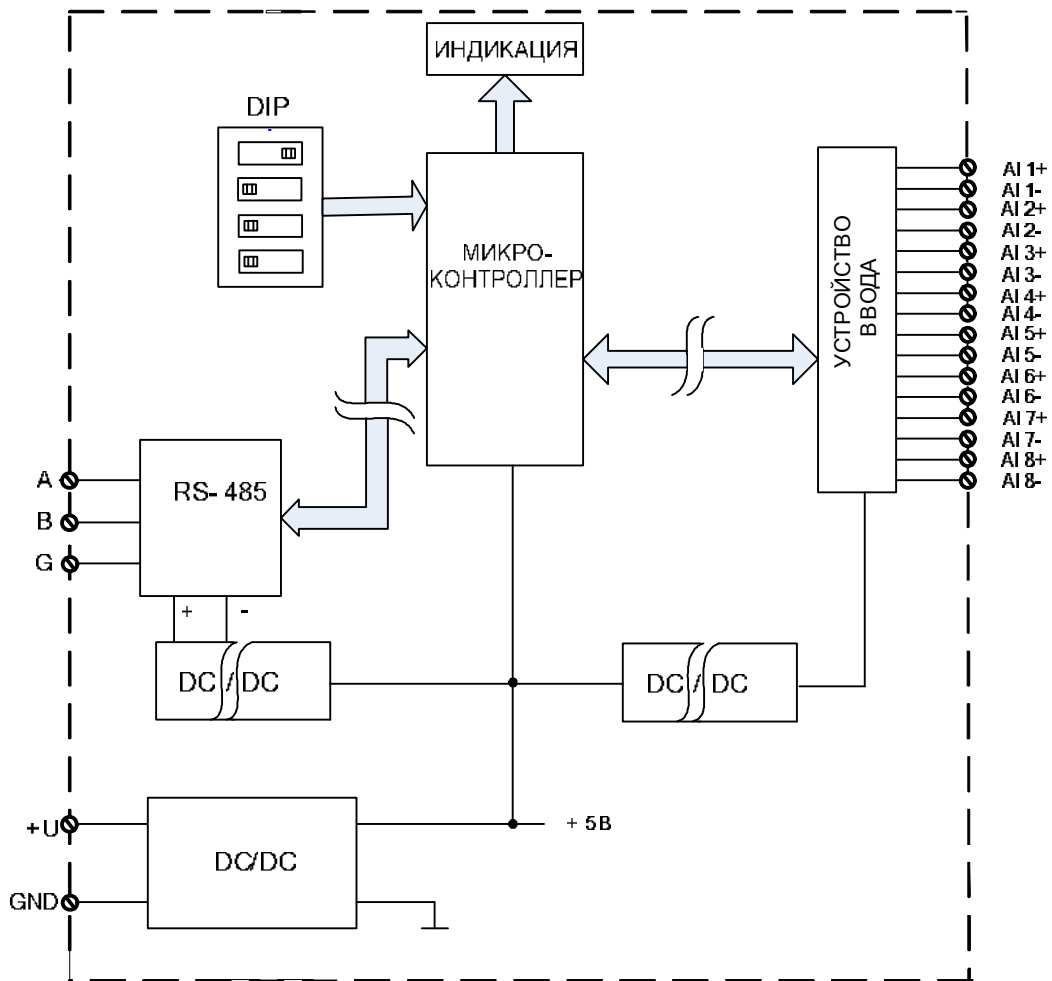 ИНДИКАЦИЯ
DIP
МИКРО-
КОНТРОЛЛЕР
УСТРОЙСТВО
ВВОДА
AI 1+
AI 1-
AI 2+
AI 2-
AI 3+
AI 3-
AI 4+
AI 4-
AI 5+
AI 5-
AI 6+
AI 6-
AI 7+
AI 7-
AI 8+
AI 8-
A
B
G
RS-485
+ -
DC/DC
DC/DC
+U
GND
DC/DC
+ 5В